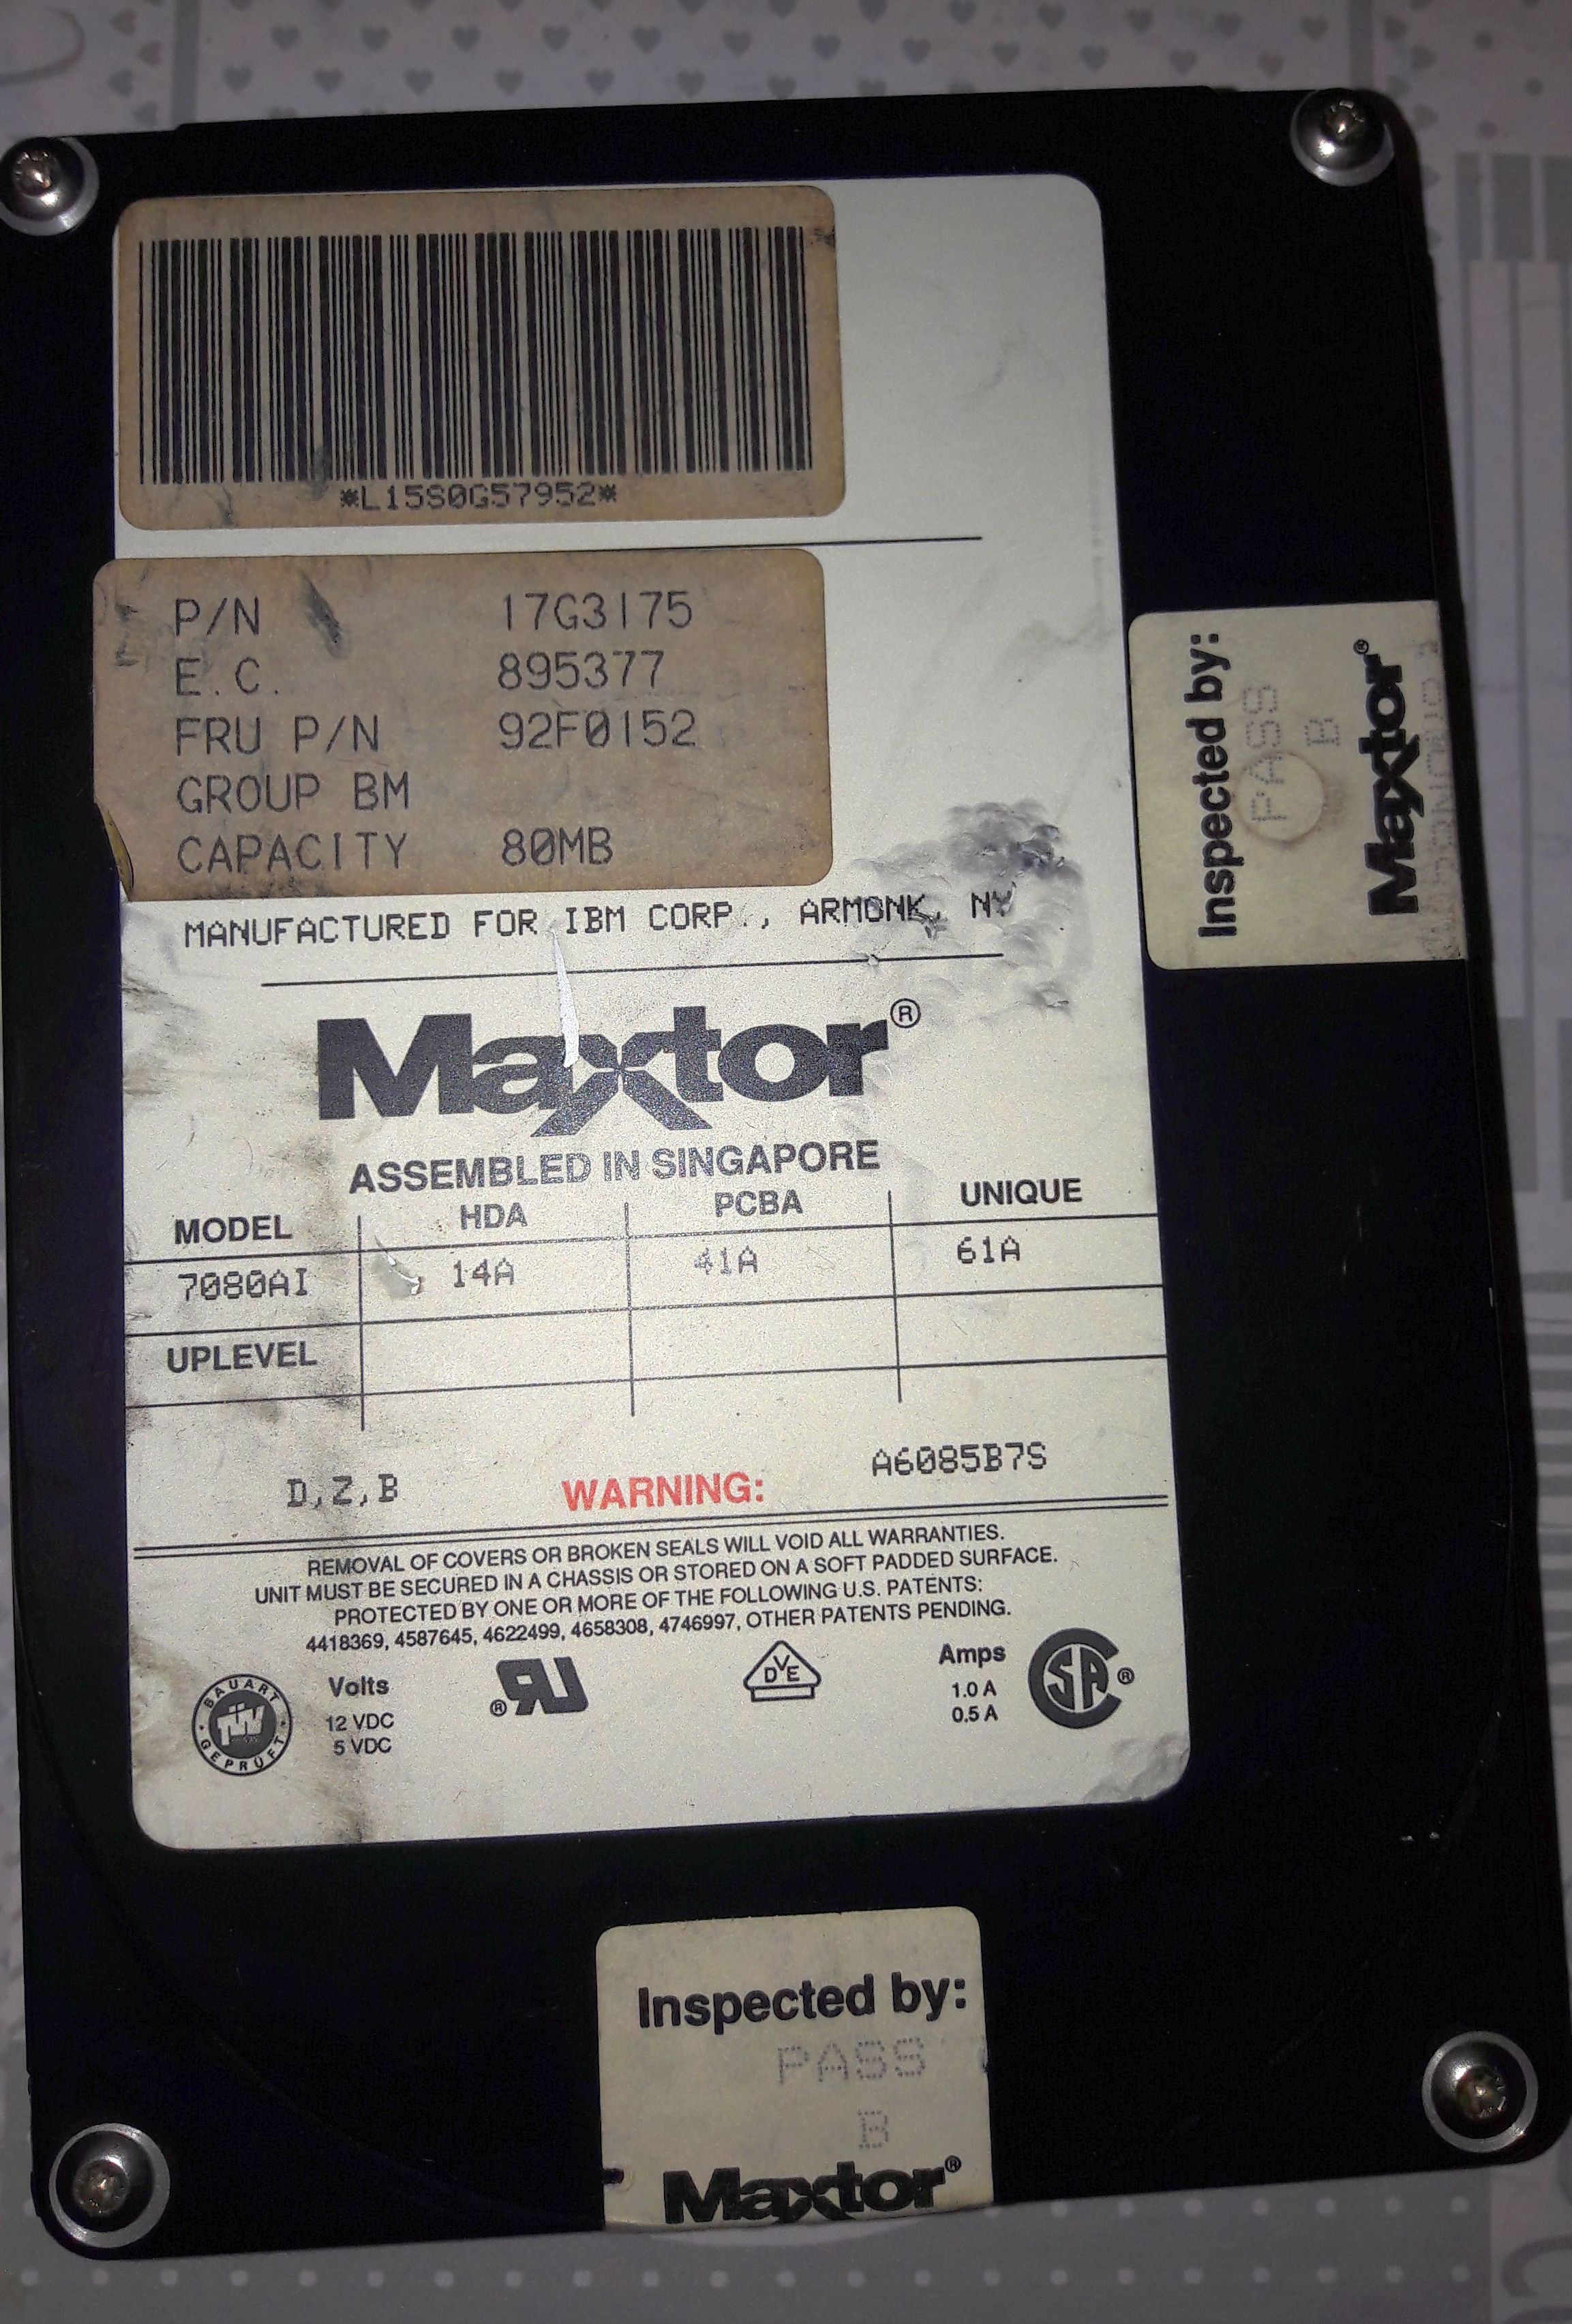 *L15S0G57952*
P/N 17G3175
E.C. 895377
FRU P/N 92F0152
GROUP BM
CAPACITY 80MB
MANUFACTURED FOR IBM CORP., ARMONK, NY
Maxtor®
ASSEMBLED IN SINGAPORE
MODEL HDA PCBA UNIQUE
7080AI 14A 41A 61A
UPLEVEL
D,Z,B WARNING: A6085B7S
REMOVAL OF COVERS OR BROKEN SEALS WILL VOID ALL WARRANTIES.
UNIT MUST BE SECURED IN A CHASSIS OR STORED ON A SOFT PADDED SURFACE.
PROTECTED BY ONE OR MORE OF THE FOLLOWING U.S. PATENTS:
4418369, 4587645, 4622499, 4658308, 4746997, OTHER PATENTS PENDING.
BAUART
TÜV
GEPRÜFT
Volts
12 VDC
5 VDC
RU®
DVE
Amps
1.0 A
0.5 A
SA®
Inspected by:
PASS
B
Maxtor®
Inspected by:
PASS
B
Maxtor®